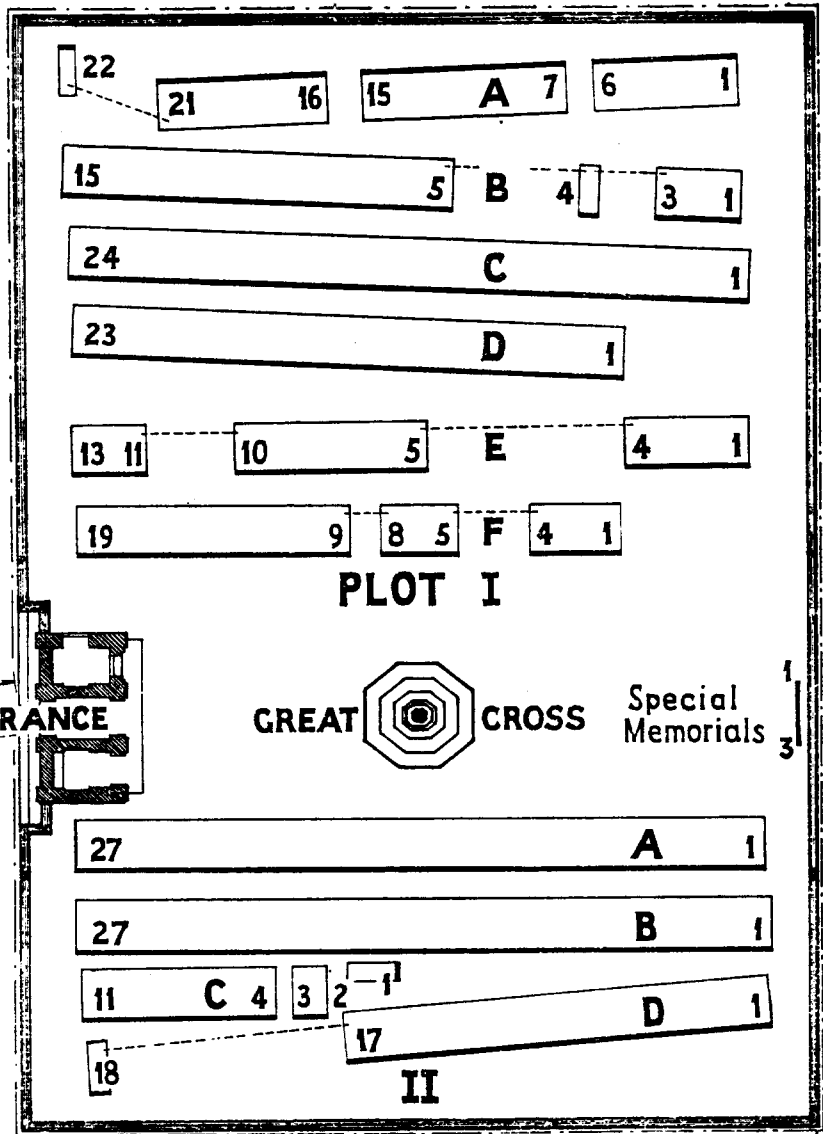 22
21 16 15 A 7 6 1
15 5 B 4 3 1
24 C 1
23 D 1
13 11 10 5 E 4 1
19 9 8 5 F 4 1
PLOT I
RANCE GREAT CROSS Special Memorials 1 3
27 A 1
27 B 1
11 C 4 3 2 1
17 D 1
18
II